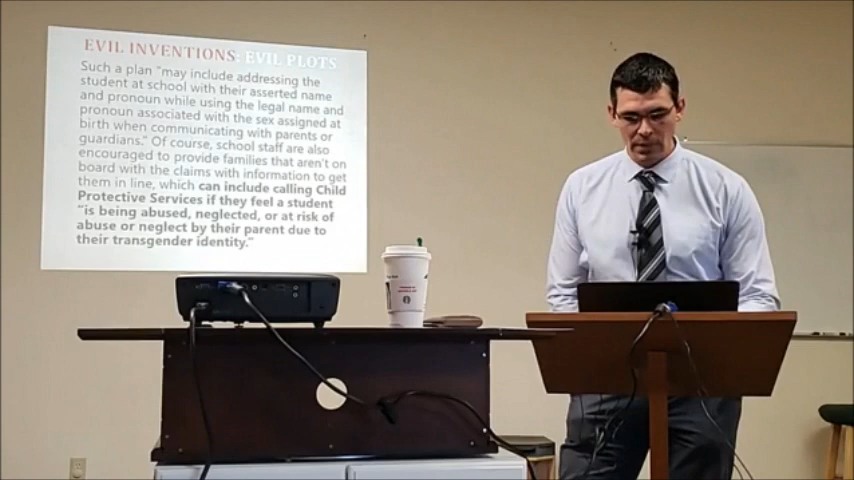 EVIL INVENTIONS: EVIL PLOTS
Such a plan "may include addressing the
student at school with their asserted name
and pronoun while using the legal name and
pronoun associated with the sex assigned at
birth when communicating with parents or
guardians." Of course, school staff are also
encouraged to provide families that aren't on
board with the claims with information to get
them in line, which can include calling Child
Protective Services if they feel a student
"is being abused, neglected, or at risk of
abuse or neglect by their parent due to
their transgender identity."